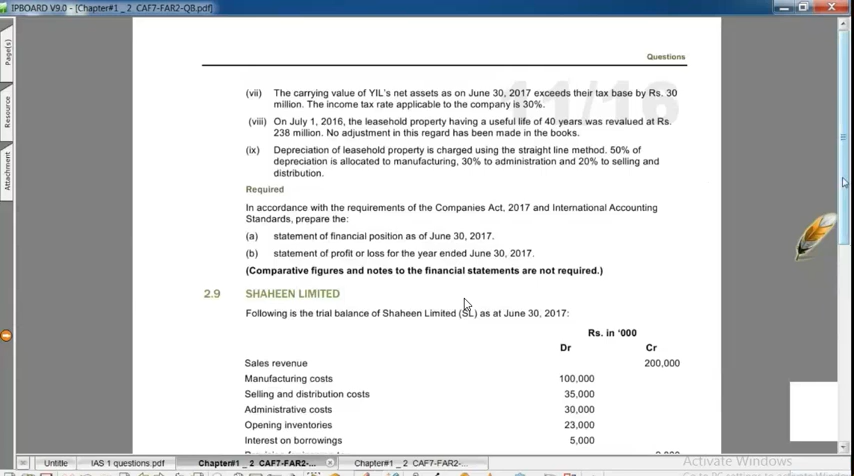 IPBOARD V9.0 - [Chapter#1 _ 2 CAF7-FAR2-QB.pdf]
Page(s)
Resource
Attachment
Questions
11/16
(vii) The carrying value of YIL's net assets as on June 30, 2017 exceeds their tax base by Rs. 30
million. The income tax rate applicable to the company is 30%.
(viii) On July 1, 2016, the leasehold property having a useful life of 40 years was revalued at Rs.
238 million. No adjustment in this regard has been made in the books.
(ix) Depreciation of leasehold property is charged using the straight line method. 50% of
depreciation is allocated to manufacturing, 30% to administration and 20% to selling and
distribution.
Required
In accordance with the requirements of the Companies Act, 2017 and International Accounting
Standards, prepare the:
(a) statement of financial position as of June 30, 2017.
(b) statement of profit or loss for the year ended June 30, 2017.
(Comparative figures and notes to the financial statements are not required.)
2.9 SHAHEEN LIMITED
Following is the trial balance of Shaheen Limited (SL) as at June 30, 2017:
Rs. in '000
Dr Cr
Sales revenue 200,000
Manufacturing costs 100,000
Selling and distribution costs 35,000
Administrative costs 30,000
Opening inventories 23,000
Interest on borrowings 5,000
Activate Windows
Untitle IAS 1 questions.pdf Chapter#1 _ 2 CAF7-FAR2-... Chapter#1 _ 2 CAF7-FAR2-...